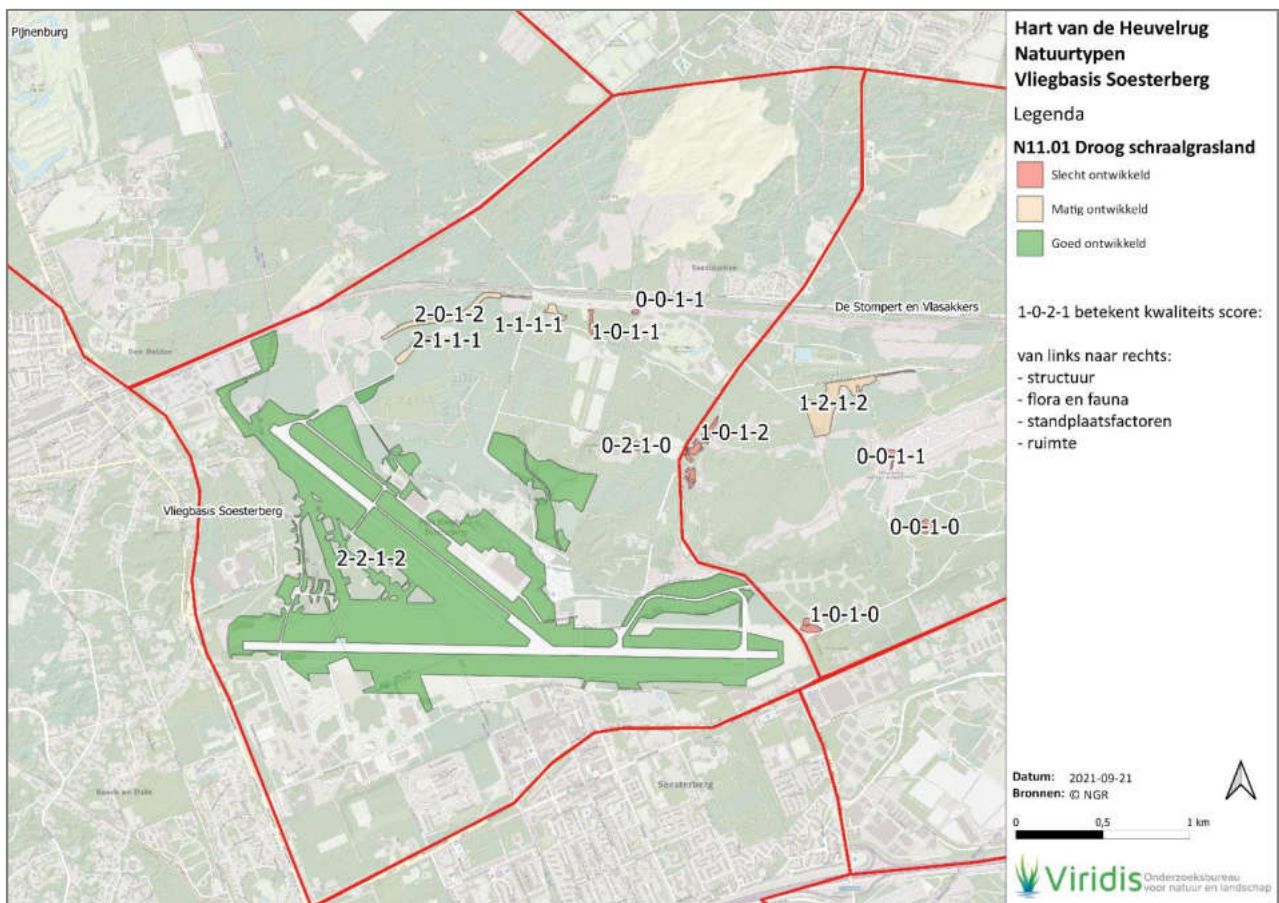 Pijnenburg
Soestduinen
De Stompert en Vlasakkers
Den Dolder
0-0-1-1
2-0-1-2
1-1-1-1
1-0-1-1
2-1-1-1
1-2-1-2
1-0-1-2
0-2-1-0
0-0-1-1
Vliegbasis Soesterberg
0-0-1-0
2-2-1-2
1-0-1-0
Soesterberg
Hart van de Heuvelrug
Natuurtypen
Vliegbasis Soesterberg
Legenda
N11.01 Droog schraalgrasland
Slecht ontwikkeld
Matig ontwikkeld
Goed ontwikkeld
1-0-2-1 betekent kwaliteits score:
van links naar rechts:
- structuur
- flora en fauna
- standplaatsfactoren
- ruimte
Datum: 2021-09-21
Bronnen: © NGR
0 0,5 1 km
Viridis Onderzoeksbureau
voor natuur en landschap